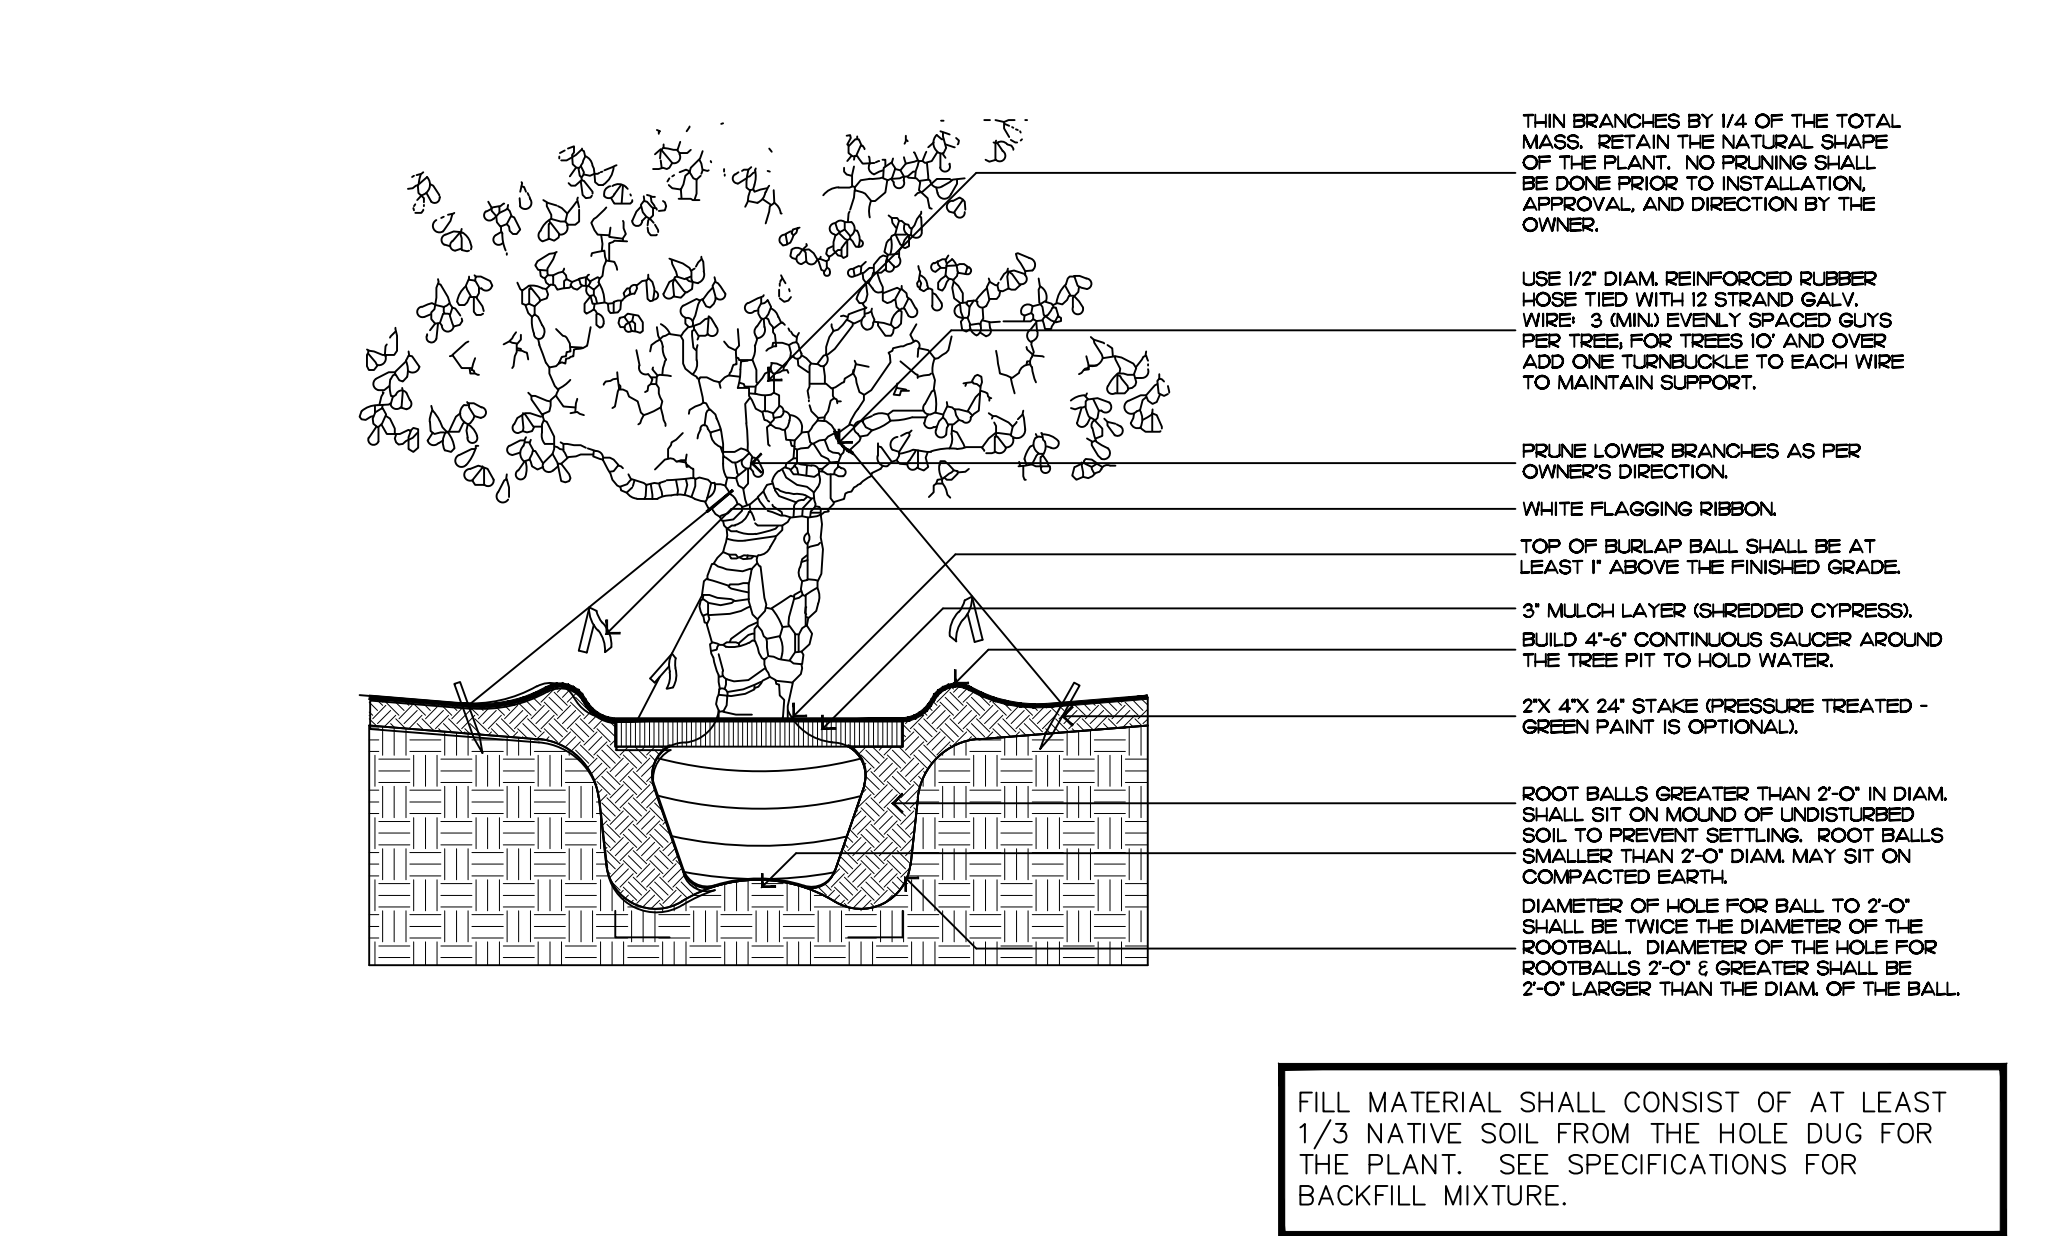 THIN BRANCHES BY 1/4 OF THE TOTAL
MASS.  RETAIN THE NATURAL SHAPE
OF THE PLANT.  NO PRUNING SHALL
BE DONE PRIOR TO INSTALLATION,
APPROVAL, AND DIRECTION BY THE
OWNER.
USE 1/2" DIAM. REINFORCED RUBBER
HOSE TIED WITH 12 STRAND GALV.
WIRE:  3 (MIN.) EVENLY SPACED GUYS
PER TREE; FOR TREES 10' AND OVER
ADD ONE TURNBUCKLE TO EACH WIRE
TO MAINTAIN SUPPORT.
PRUNE LOWER BRANCHES AS PER
OWNER'S DIRECTION.
WHITE FLAGGING RIBBON.
TOP OF BURLAP BALL SHALL BE AT
LEAST 1" ABOVE THE FINISHED GRADE.
3" MULCH LAYER (SHREDDED CYPRESS).
BUILD 4"-6" CONTINUOUS SAUCER AROUND
THE TREE PIT TO HOLD WATER.
2"X 4"X 24" STAKE (PRESSURE TREATED -
GREEN PAINT IS OPTIONAL).
ROOT BALLS GREATER THAN 2'-0" IN DIAM.
SHALL SIT ON MOUND OF UNDISTURBED
SOIL TO PREVENT SETTLING.  ROOT BALLS
SMALLER THAN 2'-0" DIAM. MAY SIT ON
COMPACTED EARTH.
DIAMETER OF HOLE FOR BALL TO 2'-0"
SHALL BE TWICE THE DIAMETER OF THE
ROOTBALL.  DIAMETER OF THE HOLE FOR
ROOTBALLS 2'-0" & GREATER SHALL BE
2'-0" LARGER THAN THE DIAM. OF THE BALL.
FILL MATERIAL SHALL CONSIST OF AT LEAST
1/3 NATIVE SOIL FROM THE HOLE DUG FOR
THE PLANT.  SEE SPECIFICATIONS FOR
BACKFILL MIXTURE.